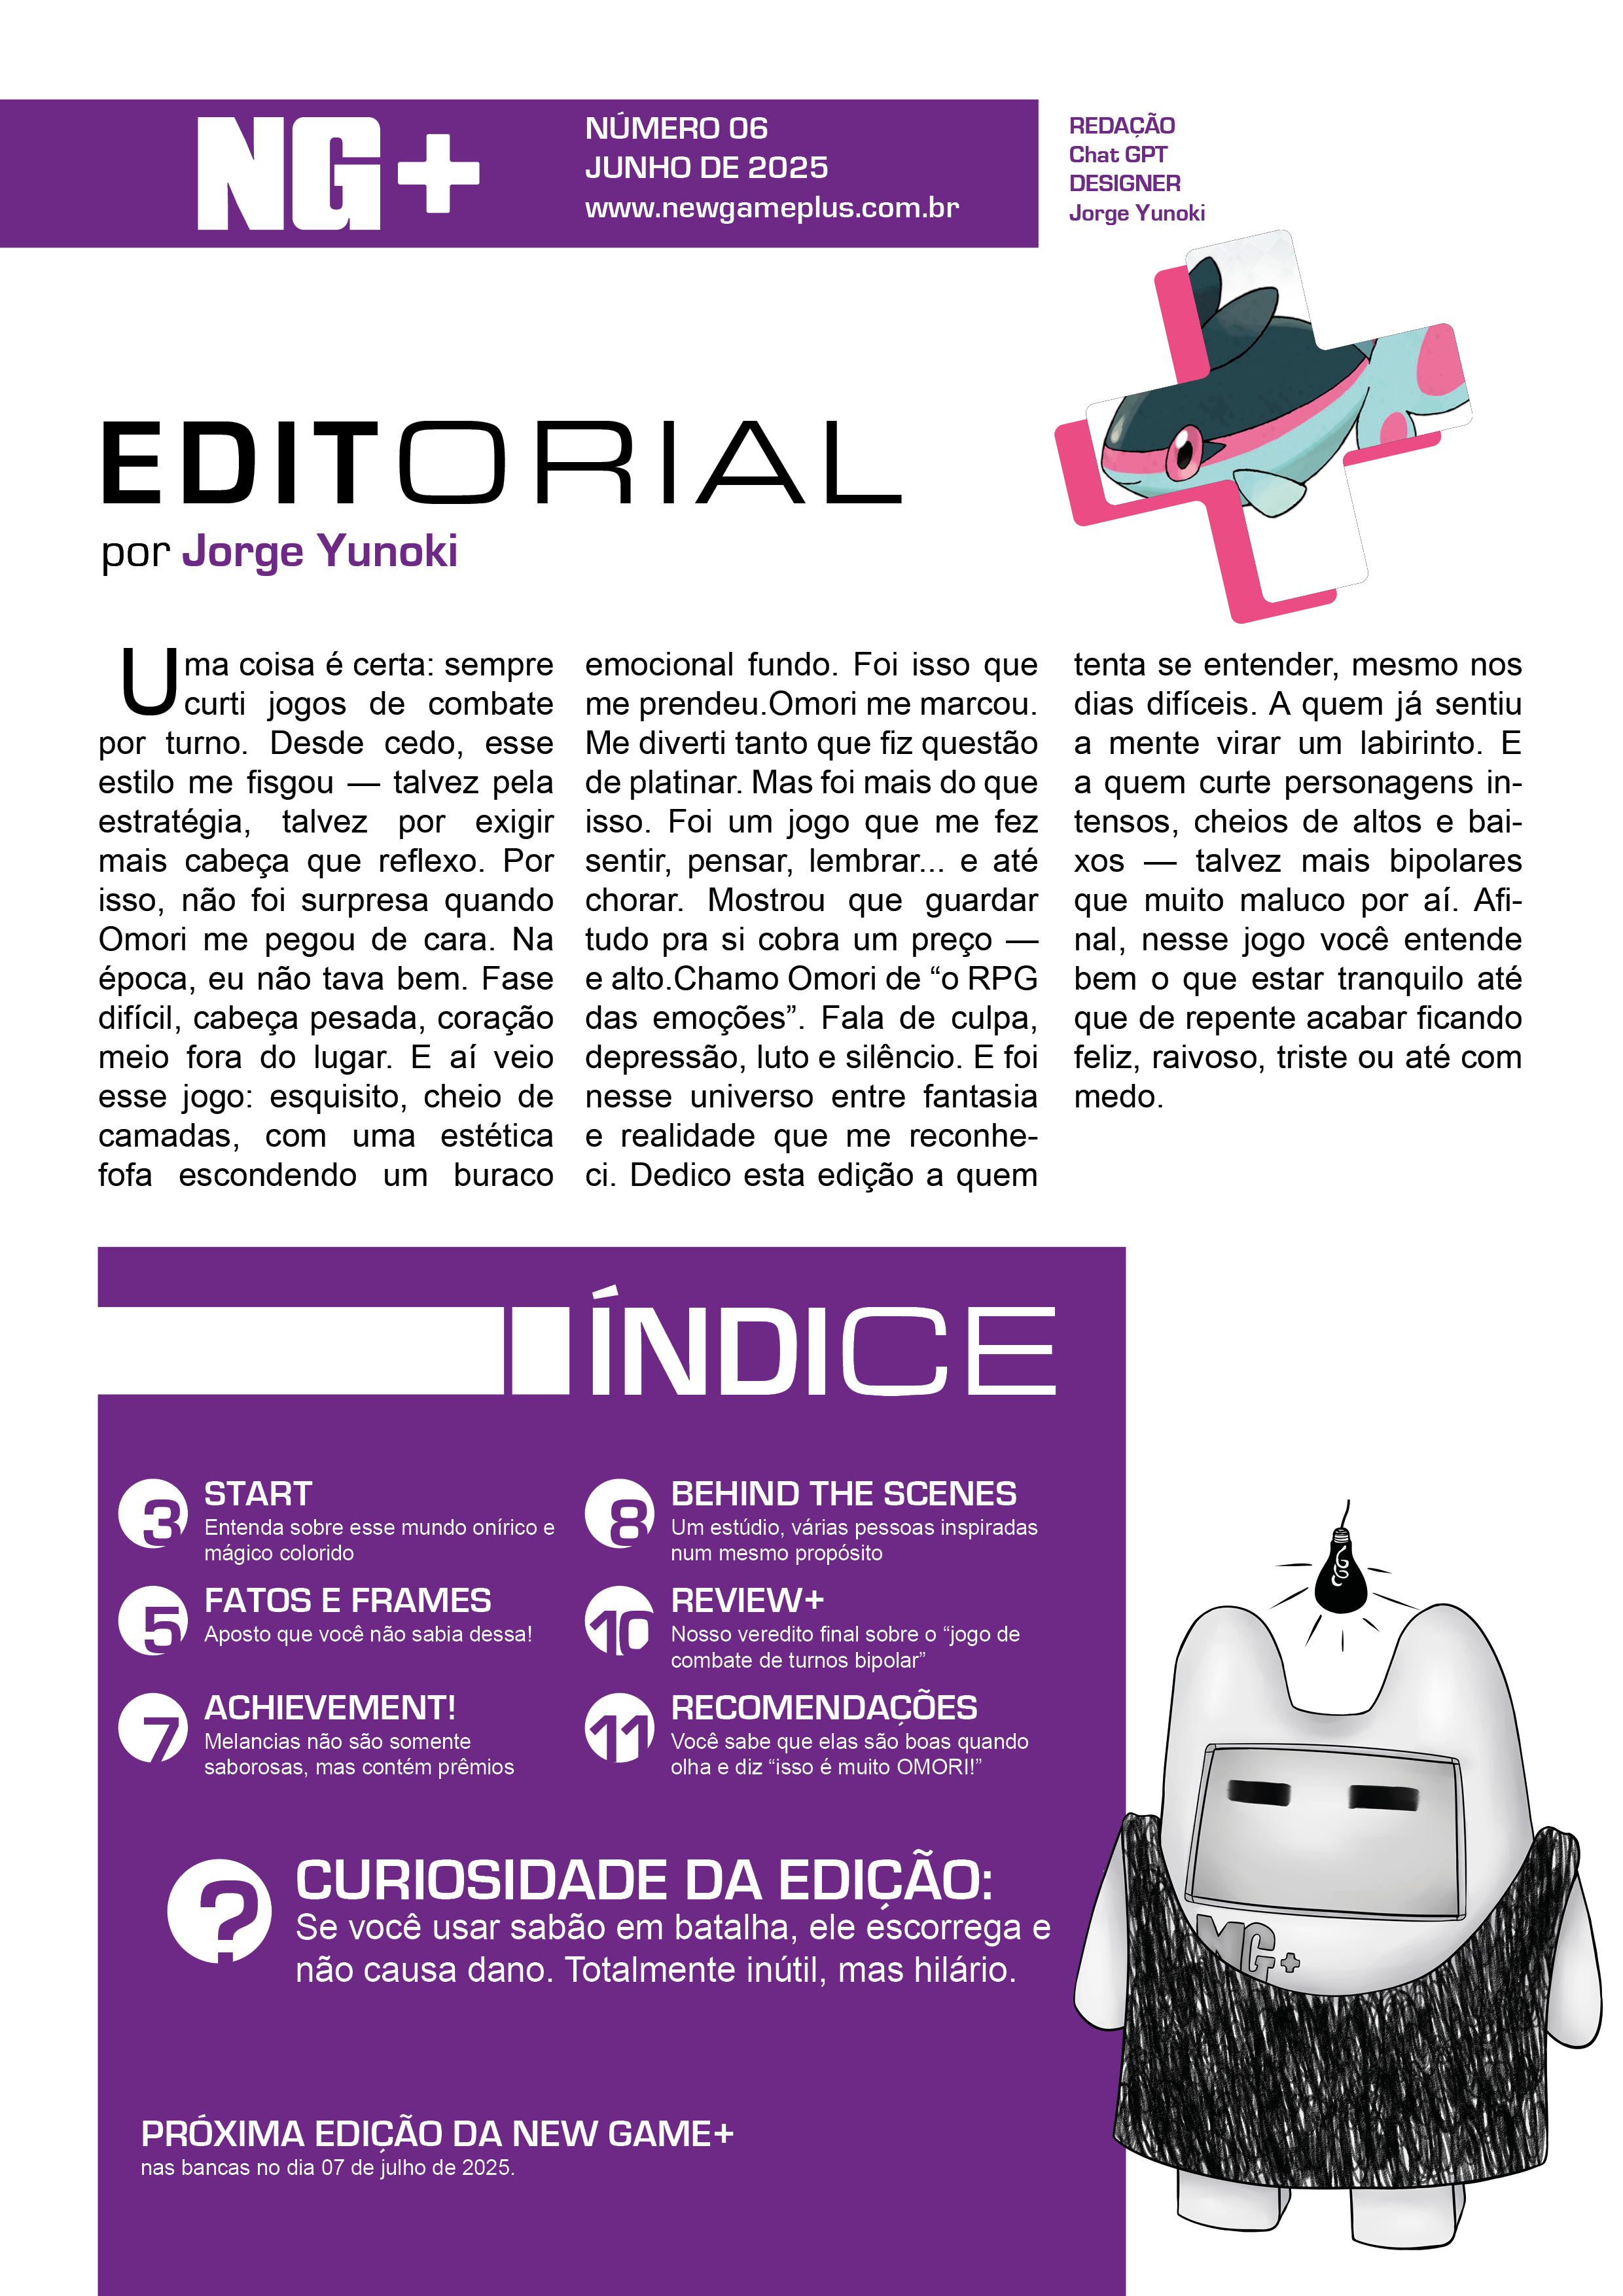 NG+
NÚMERO 06
JUNHO DE 2025
www.newgameplus.com.br
REDAÇÃO
Chat GPT
DESIGNER
Jorge Yunoki
EDITORIAL
por Jorge Yunoki
Uma coisa é certa: sempre
curti jogos de combate
por turno. Desde cedo, esse
estilo me fisgou — talvez pela
estratégia, talvez por exigir
mais cabeça que reflexo. Por
isso, não foi surpresa quando
Omori me pegou de cara. Na
época, eu não tava bem. Fase
difícil, cabeça pesada, coração
meio fora do lugar. E aí veio
esse jogo: esquisito, cheio de
camadas, com uma estética
fofa escondendo um buraco
emocional fundo. Foi isso que
me prendeu.Omori me marcou.
Me diverti tanto que fiz questão
de platinar. Mas foi mais do que
isso. Foi um jogo que me fez
sentir, pensar, lembrar... e até
chorar. Mostrou que guardar
tudo pra si cobra um preço —
e alto.Chamo Omori de “o RPG
das emoções”. Fala de culpa,
depressão, luto e silêncio. E foi
nesse universo entre fantasia
e realidade que me reconhe-
ci. Dedico esta edição a quem
tenta se entender, mesmo nos
dias difíceis. A quem já sentiu
a mente virar um labirinto. E
a quem curte personagens in-
tensos, cheios de altos e bai-
xos — talvez mais bipolares
que muito maluco por aí. Afi-
nal, nesse jogo você entende
bem o que estar tranquilo até
que de repente acabar ficando
feliz, raivoso, triste ou até com
medo.
ÍNDICE
3 START
Entenda sobre esse mundo onírico e
mágico colorido
5 FATOS E FRAMES
Aposto que você não sabia dessa!
7 ACHIEVEMENT!
Melancias não são somente
saborosas, mas contém prêmios
8 BEHIND THE SCENES
Um estúdio, várias pessoas inspiradas
num mesmo propósito
10 REVIEW+
Nosso veredito final sobre o “jogo de
combate de turnos bipolar”
11 RECOMENDAÇÕES
Você sabe que elas são boas quando
olha e diz “isso é muito OMORI!”
? CURIOSIDADE DA EDIÇÃO:
Se você usar sabão em batalha, ele escorrega e
não causa dano. Totalmente inútil, mas hilário.
NG+
PRÓXIMA EDIÇÃO DA NEW GAME+
nas bancas no dia 07 de julho de 2025.